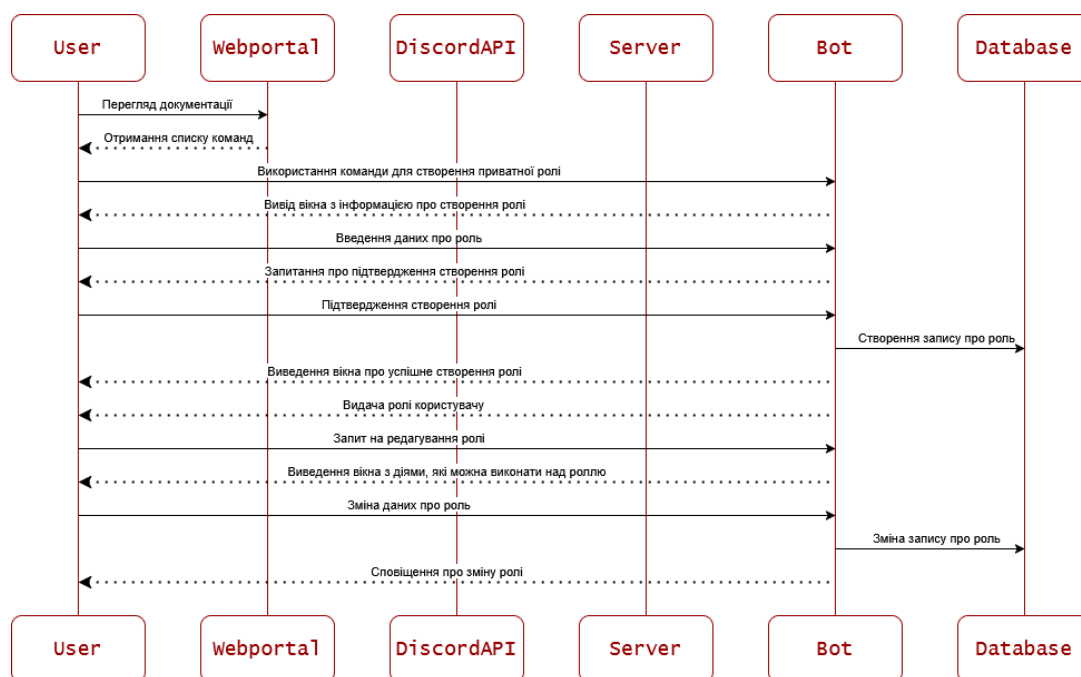 User Webportal DiscordAPI Server Bot Database
Перегляд документації
Отримання списку команд
Використання команди для створення приватної ролі
Вивід вікна з інформацією про створення ролі
Введення даних про роль
Запитання про підтвердження створення ролі
Підтвердження створення ролі
Створення запису про роль
Виведення вікна про успішне створення ролі
Видача ролі користувачу
Запит на редагування ролі
Виведення вікна з діями, які можна виконати над роллю
Зміна даних про роль
Зміна запису про роль
Сповіщення про зміну ролі
User Webportal DiscordAPI Server Bot Database